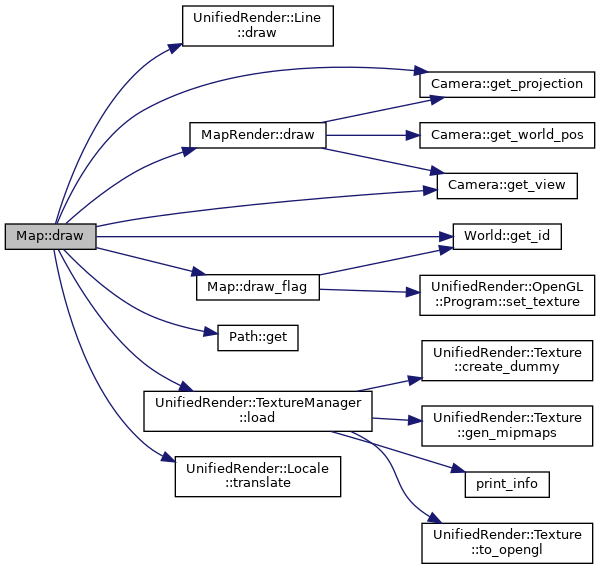 UnifiedRender::Line
::draw
Camera::get_projection
MapRender::draw
Camera::get_world_pos
Camera::get_view
Map::draw
World::get_id
Map::draw_flag
UnifiedRender::OpenGL
::Program::set_texture
Path::get
UnifiedRender::Texture
::create_dummy
UnifiedRender::TextureManager
::load
UnifiedRender::Texture
::gen_mipmaps
UnifiedRender::Locale
::translate
print_info
UnifiedRender::Texture
::to_opengl